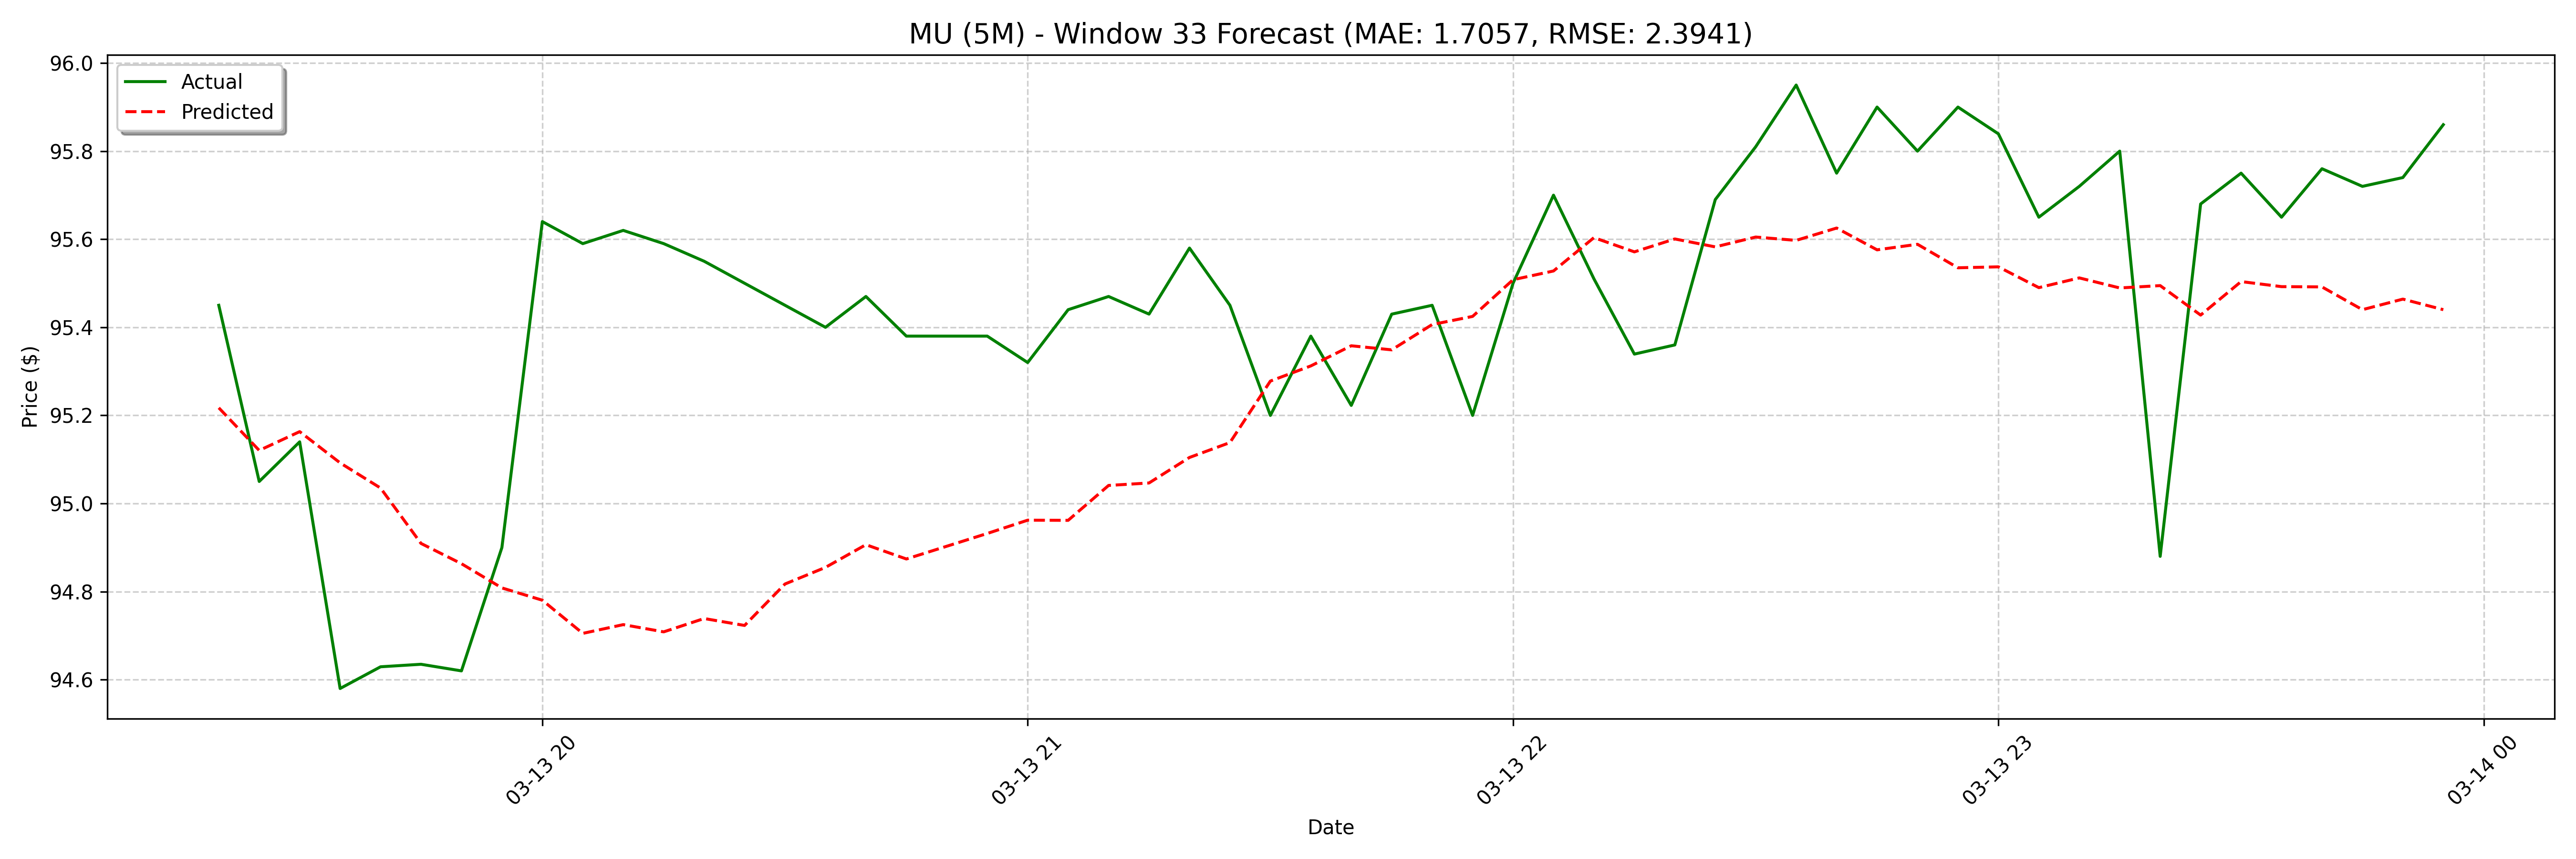 MU (5M) - Window 33 Forecast (MAE: 1.7057, RMSE: 2.3941)
Actual
Predicted
Price ($)
96.0
95.8
95.6
95.4
95.2
95.0
94.8
94.6
03-13 20
03-13 21
03-13 22
03-13 23
03-14 00
Date